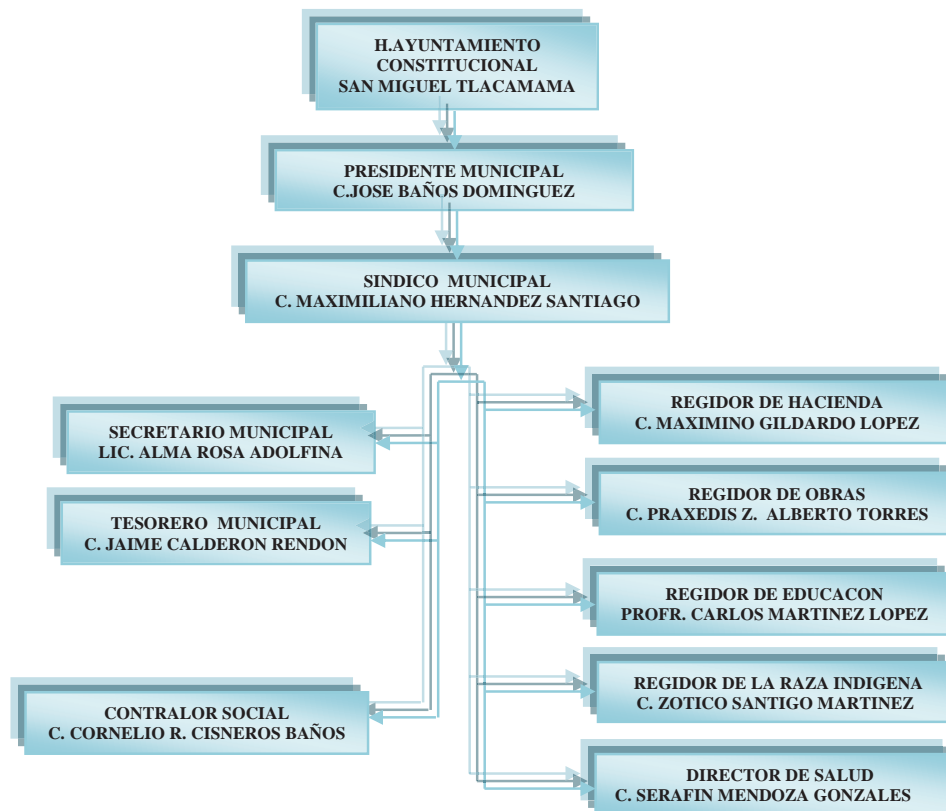 H.AYUNTAMIENTO
CONSTITUCIONAL
SAN MIGUEL TLACAMAMA
PRESIDENTE MUNICIPAL
C.JOSE BAÑOS DOMINGUEZ
SINDICO MUNICIPAL
C. MAXIMILIANO HERNANDEZ SANTIAGO
SECRETARIO MUNICIPAL
LIC. ALMA ROSA ADOLFINA
TESORERO MUNICIPAL
C. JAIME CALDERON RENDON
CONTRALOR SOCIAL
C. CORNELIO R. CISNEROS BAÑOS
REGIDOR DE HACIENDA
C. MAXIMINO GILDARDO LOPEZ
REGIDOR DE OBRAS
C. PRAXEDIS Z. ALBERTO TORRES
REGIDOR DE EDUCACON
PROFR. CARLOS MARTINEZ LOPEZ
REGIDOR DE LA RAZA INDIGENA
C. ZOTICO SANTIGO MARTINEZ
DIRECTOR DE SALUD
C. SERAFIN MENDOZA GONZALES